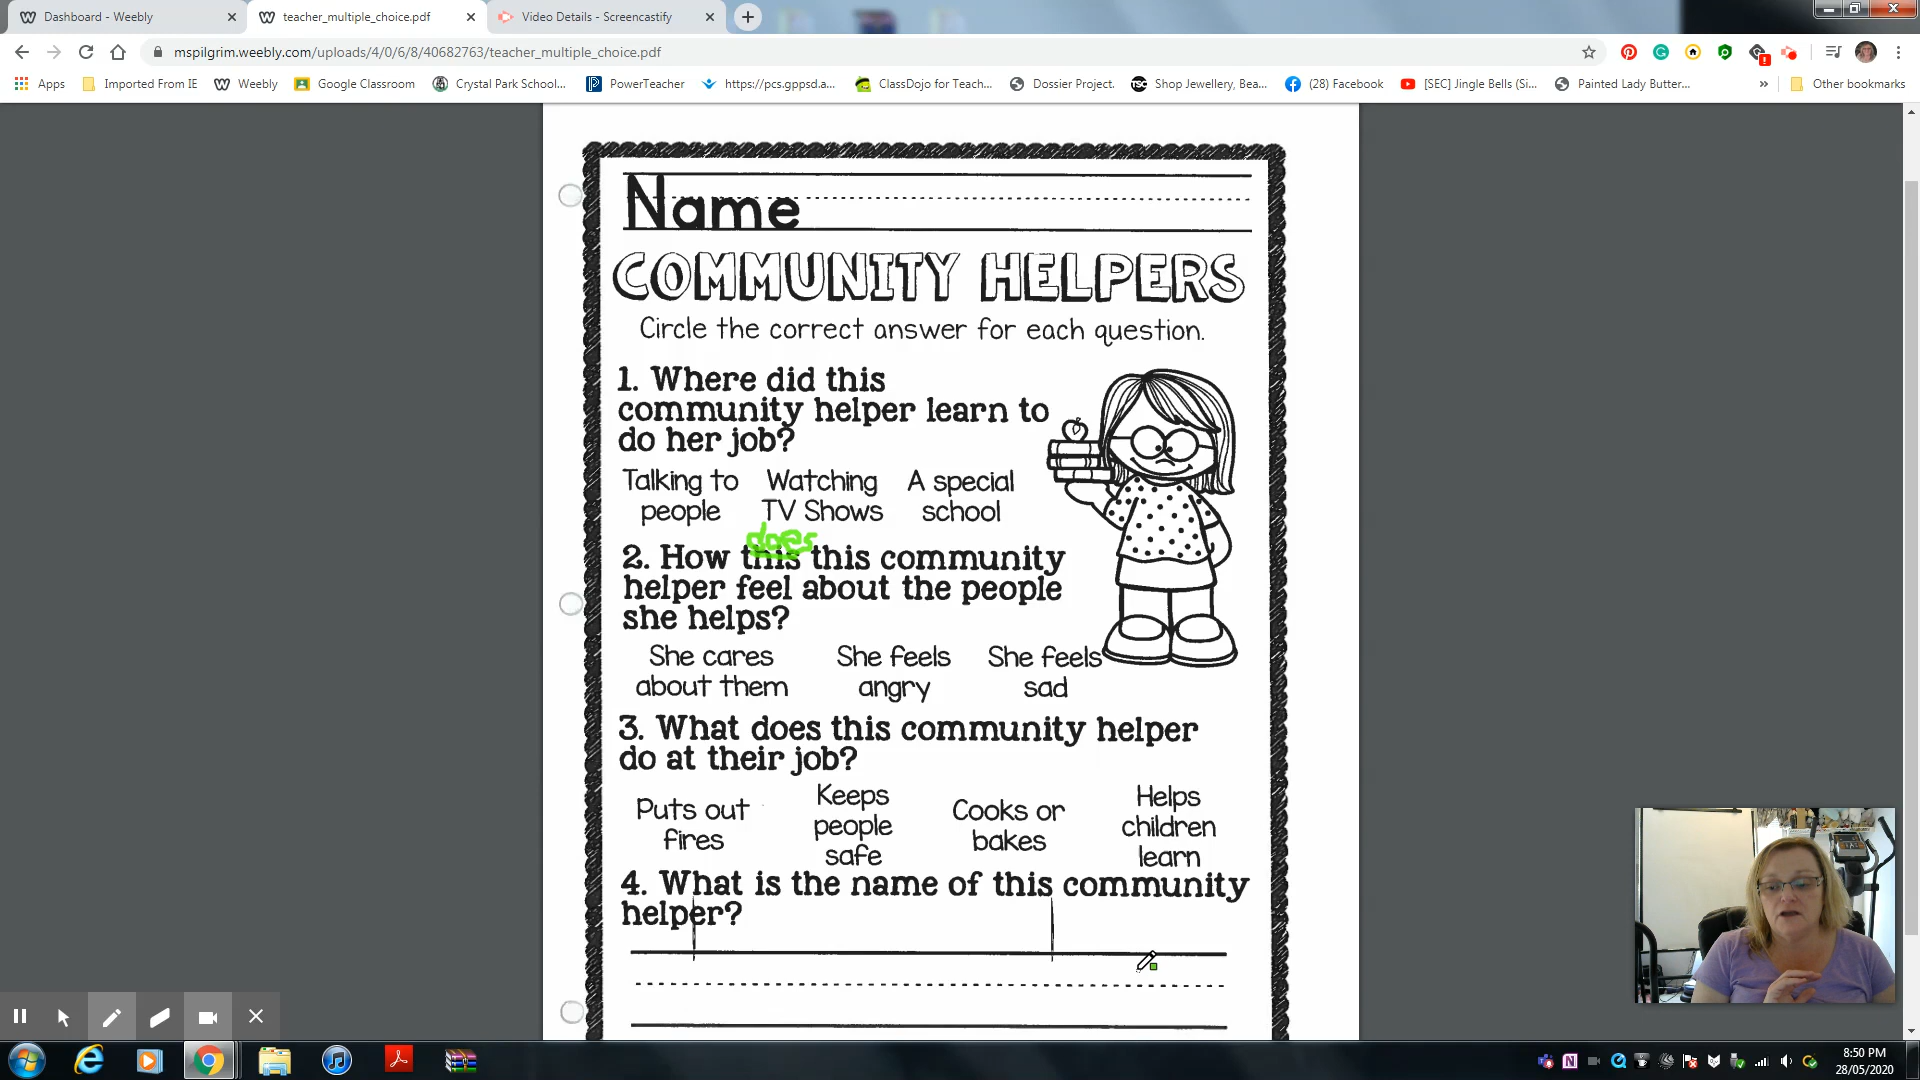 Dashboard - Weebly
teacher_multiple_choice.pdf
Video Details - Screencastify
mspilgrim.weebly.com/uploads/4/0/6/8/40682763/teacher_multiple_choice.pdf
Apps Imported From IE Weebly Google Classroom Crystal Park School... PowerTeacher https://pcs.gppsd.a... ClassDojo for Teach... Dossier Project. Shop Jewellery, Bea... (28) Facebook [SEC] Jingle Bells (Si... Painted Lady Butter... » Other bookmarks
Name
COMMUNITY HELPERS
Circle the correct answer for each question.
1. Where did this
community helper learn to
do her job?
Talking to Watching A special
people TV Shows school
does
2. How this this community
helper feel about the people
she helps?
She cares She feels She feels
about them angry sad
3. What does this community helper
do at their job?
Puts out Keeps Cooks or Helps
fires people bakes children
safe learn
4. What is the name of this community
helper?
8:50 PM
28/05/2020